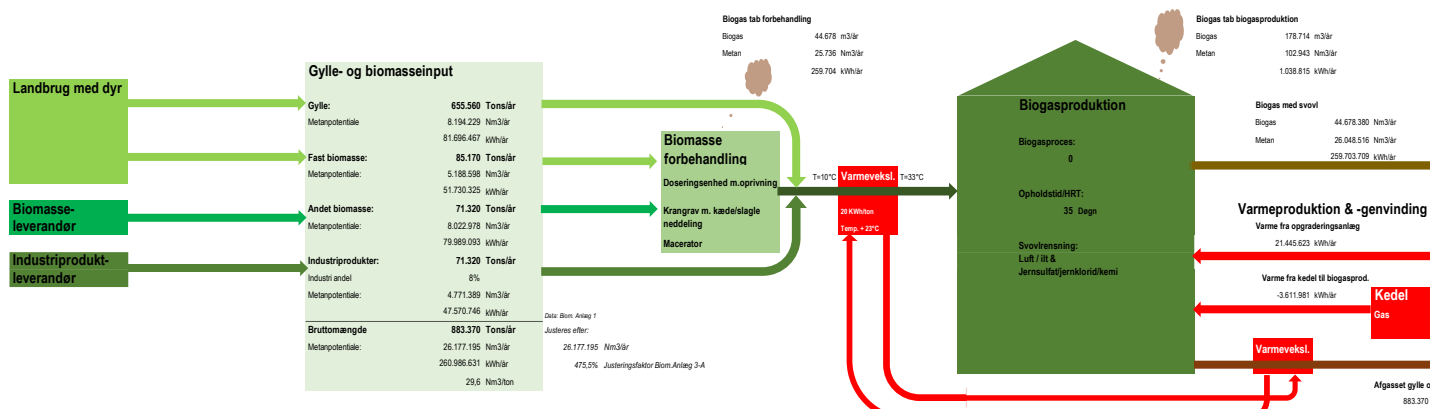 Landbrug med dyr
Biomasse-
leverandør
Industriprodukt-
leverandør
Gylle- og biomasseinput
Gylle: 655.560 Tons/år
Metanpotentiale 8.194.229 Nm3/år
81.696.467 kWh/år
Fast biomasse: 85.170 Tons/år
Metanpotentiale: 5.188.598 Nm3/år
51.730.325 kWh/år
Andet biomasse: 71.320 Tons/år
Metanpotentiale: 8.022.978 Nm3/år
79.989.093 kWh/år
Industriprodukter: 71.320 Tons/år
Industri andel 8%
Metanpotentiale: 4.771.389 Nm3/år
47.570.746 kWh/år
Bruttomængde 883.370 Tons/år
Metanpotentiale: 26.177.195 Nm3/år
260.986.631 kWh/år
29,6 Nm3/ton
Data: Biom. Anlæg 1
Justeres efter:
26.177.195 Nm3/år
475,5% Justeringsfaktor Biom.Anlæg 3-A
Biogas tab forbehandling
Biogas 44.678 m3/år
Metan 25.736 Nm3/år
259.704 kWh/år
Biomasse
forbehandling
Doseringsenhed m.oprivning
Krangrav m. kæde/slagle
neddeling
Macerator
T=10°C
Varmeveksl.
T=33°C
20 KWh/ton
Temp. + 23°C
Biogasproduktion
Biogasproces:
0
Opholdstid/HRT:
35 Døgn
Svovlrensning:
Luft / ilt &
Jernsulfat/jernklorid/kemi
Biogas tab biogasproduktion
Biogas 178.714 m3/år
Metan 102.943 Nm3/år
1.038.815 kWh/år
Biogas med svovl
Biogas 44.678.380 Nm3/år
Metan 26.048.516 Nm3/år
259.703.709 kWh/år
Varmeproduktion & -genvinding
Varme fra opgraderingsanlæg
21.445.623 kWh/år
Varme fra kedel til biogasprod.
-3.611.981 kWh/år
Kedel
Gas
Varmeveksl.
Afgasset gylle o
883.370